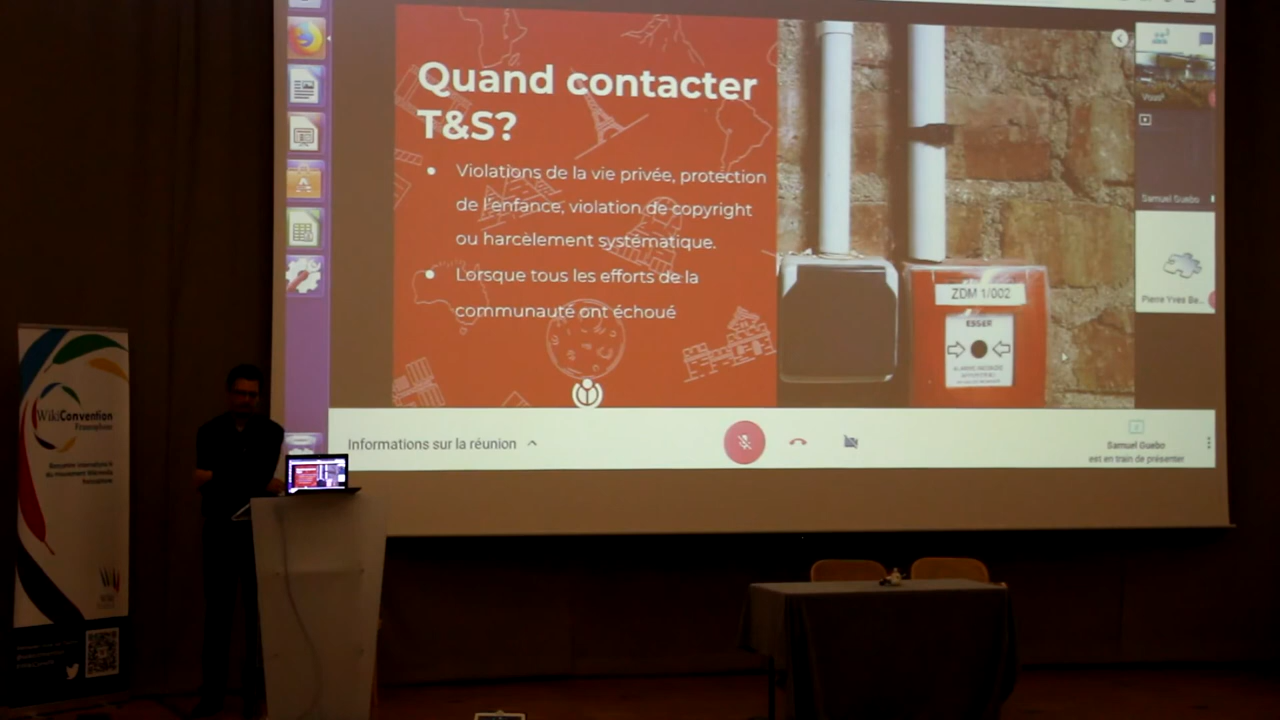 Quand contacter
T&S?
• Violations de la vie privée, protection
de l'enfance, violation de copyright
ou harcèlement systématique.
• Lorsque tous les efforts de la
communauté ont échoué
ZDM 1/002
ESSER
Samuel Guebo
Pierre Yves Be...
Informations sur la réunion
Samuel Guebo
est en train de présenter
WikiConvention
Francophone